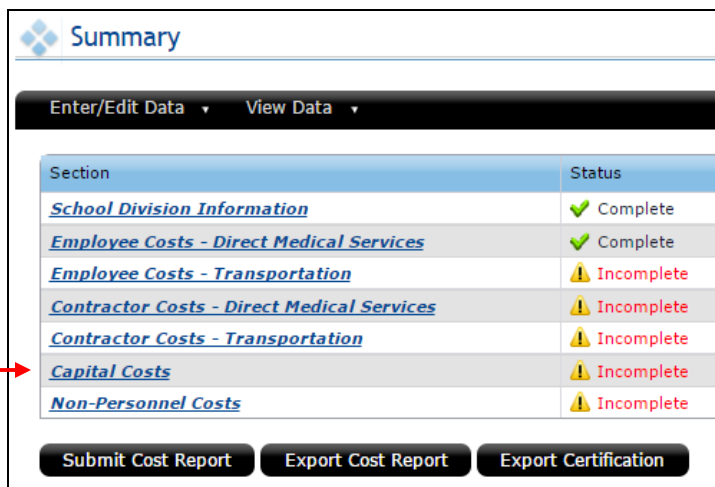 Summary
Enter/Edit Data ▾ View Data ▾
Section Status
School Division Information Complete
Employee Costs - Direct Medical Services Complete
Employee Costs - Transportation Incomplete
Contractor Costs - Direct Medical Services Incomplete
Contractor Costs - Transportation Incomplete
Capital Costs Incomplete
Non-Personnel Costs Incomplete
Submit Cost Report Export Cost Report Export Certification